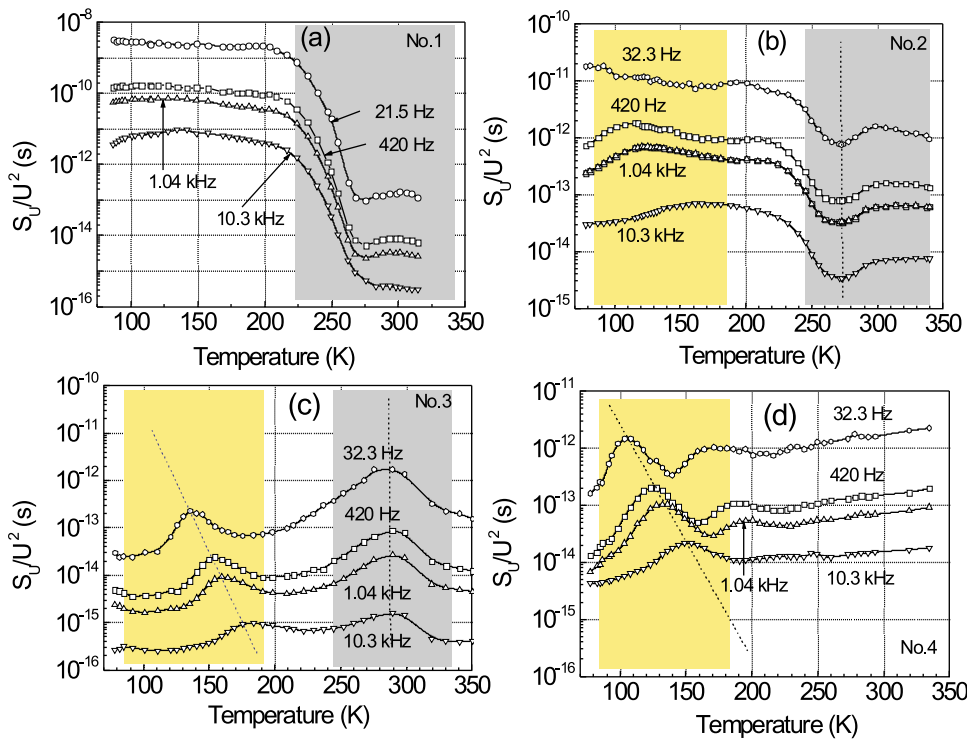 (a)
No.1
10⁻⁸
10⁻¹⁰
10⁻¹²
10⁻¹⁴
10⁻¹⁶
S_U/U² (s)
21.5 Hz
420 Hz
1.04 kHz
10.3 kHz
100 150 200 250 300 350
Temperature (K)
(b)
No.2
10⁻¹⁰
10⁻¹¹
10⁻¹²
10⁻¹³
10⁻¹⁴
10⁻¹⁵
S_U/U² (s)
32.3 Hz
420 Hz
1.04 kHz
10.3 kHz
100 150 200 250 300 350
Temperature (K)
(c)
No.3
10⁻¹⁰
10⁻¹¹
10⁻¹²
10⁻¹³
10⁻¹⁴
10⁻¹⁵
10⁻¹⁶
S_U/U² (s)
32.3 Hz
420 Hz
1.04 kHz
10.3 kHz
100 150 200 250 300 350
Temperature (K)
(d)
10⁻¹¹
10⁻¹²
10⁻¹³
10⁻¹⁴
10⁻¹⁵
10⁻¹⁶
S_U/U² (s)
32.3 Hz
420 Hz
1.04 kHz
10.3 kHz
No.4
100 150 200 250 300 350
Temperature (K)